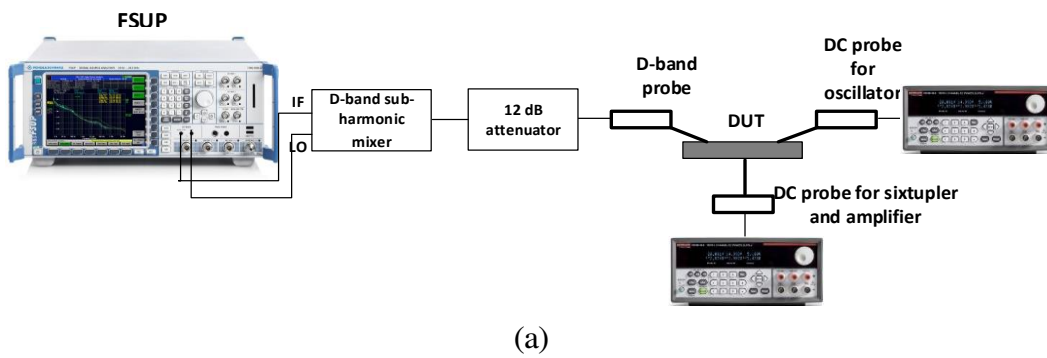 FSUP
IF
LO
D-band sub-
harmonic
mixer
12 dB
attenuator
D-band
probe
DUT
DC probe
for
oscillator
DC probe for sixtupler
and amplifier
(a)